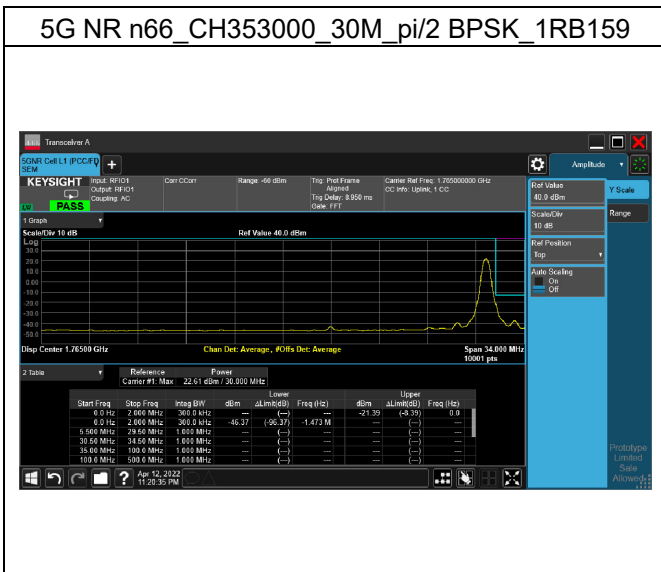 5G NR n66_CH353000_30M_pi/2 BPSK_1RB159
Transceiver A
5GNR Cell L1 (PCC/FD
SEM
+
Amplitude
KEYSIGHT
Input: RFIO1
Output: RFIO1
Coupling: AC
Corr CCorr
Range: -60 dBm
Trig: Prot Frame
Aligned
Trig Delay: 8.950 ms
Gate: FFT
Carrier Ref Freq: 1.765000000 GHz
CC Info: Uplink, 1 CC
PASS
Ref Value
40.0 dBm
Y Scale
1 Graph
Scale/Div
10 dB
Range
Scale/Div 10 dB
Ref Value 40.0 dBm
Log
30.0
20.0
10.0
0.00
-10.0
-20.0
-30.0
-40.0
-50.0
Ref Position
Top
Auto Scaling
On
Off
Disp Center 1.76500 GHz
Chan Det: Average , #Offs Det: Average
Span 34.000 MHz
10001 pts
2 Table
Reference Power
Carrier #1: Max 22.61 dBm / 30.000 MHz
Lower Upper
Start Freq Stop Freq Integ BW dBm ΔLimit(dB) Freq (Hz) dBm ΔLimit(dB) Freq (Hz)
0.0 Hz 2.000 MHz 300.0 kHz --- (---) --- -21.39 (-8.39) 0.0
0.0 Hz 2.000 MHz 300.0 kHz -46.37 (-96.37) -1.473 M --- (---) ---
5.500 MHz 29.50 MHz 1.000 MHz --- (---) --- --- (---) ---
30.50 MHz 34.50 MHz 1.000 MHz --- (---) --- --- (---) ---
35.00 MHz 100.0 MHz 1.000 MHz --- (---) --- --- (---) ---
100.0 MHz 500.0 MHz 1.000 MHz --- (---) --- --- (---) ---
Prototype
Limited
Sale
Allowed
?
Apr 12, 2022
11:20:35 PM